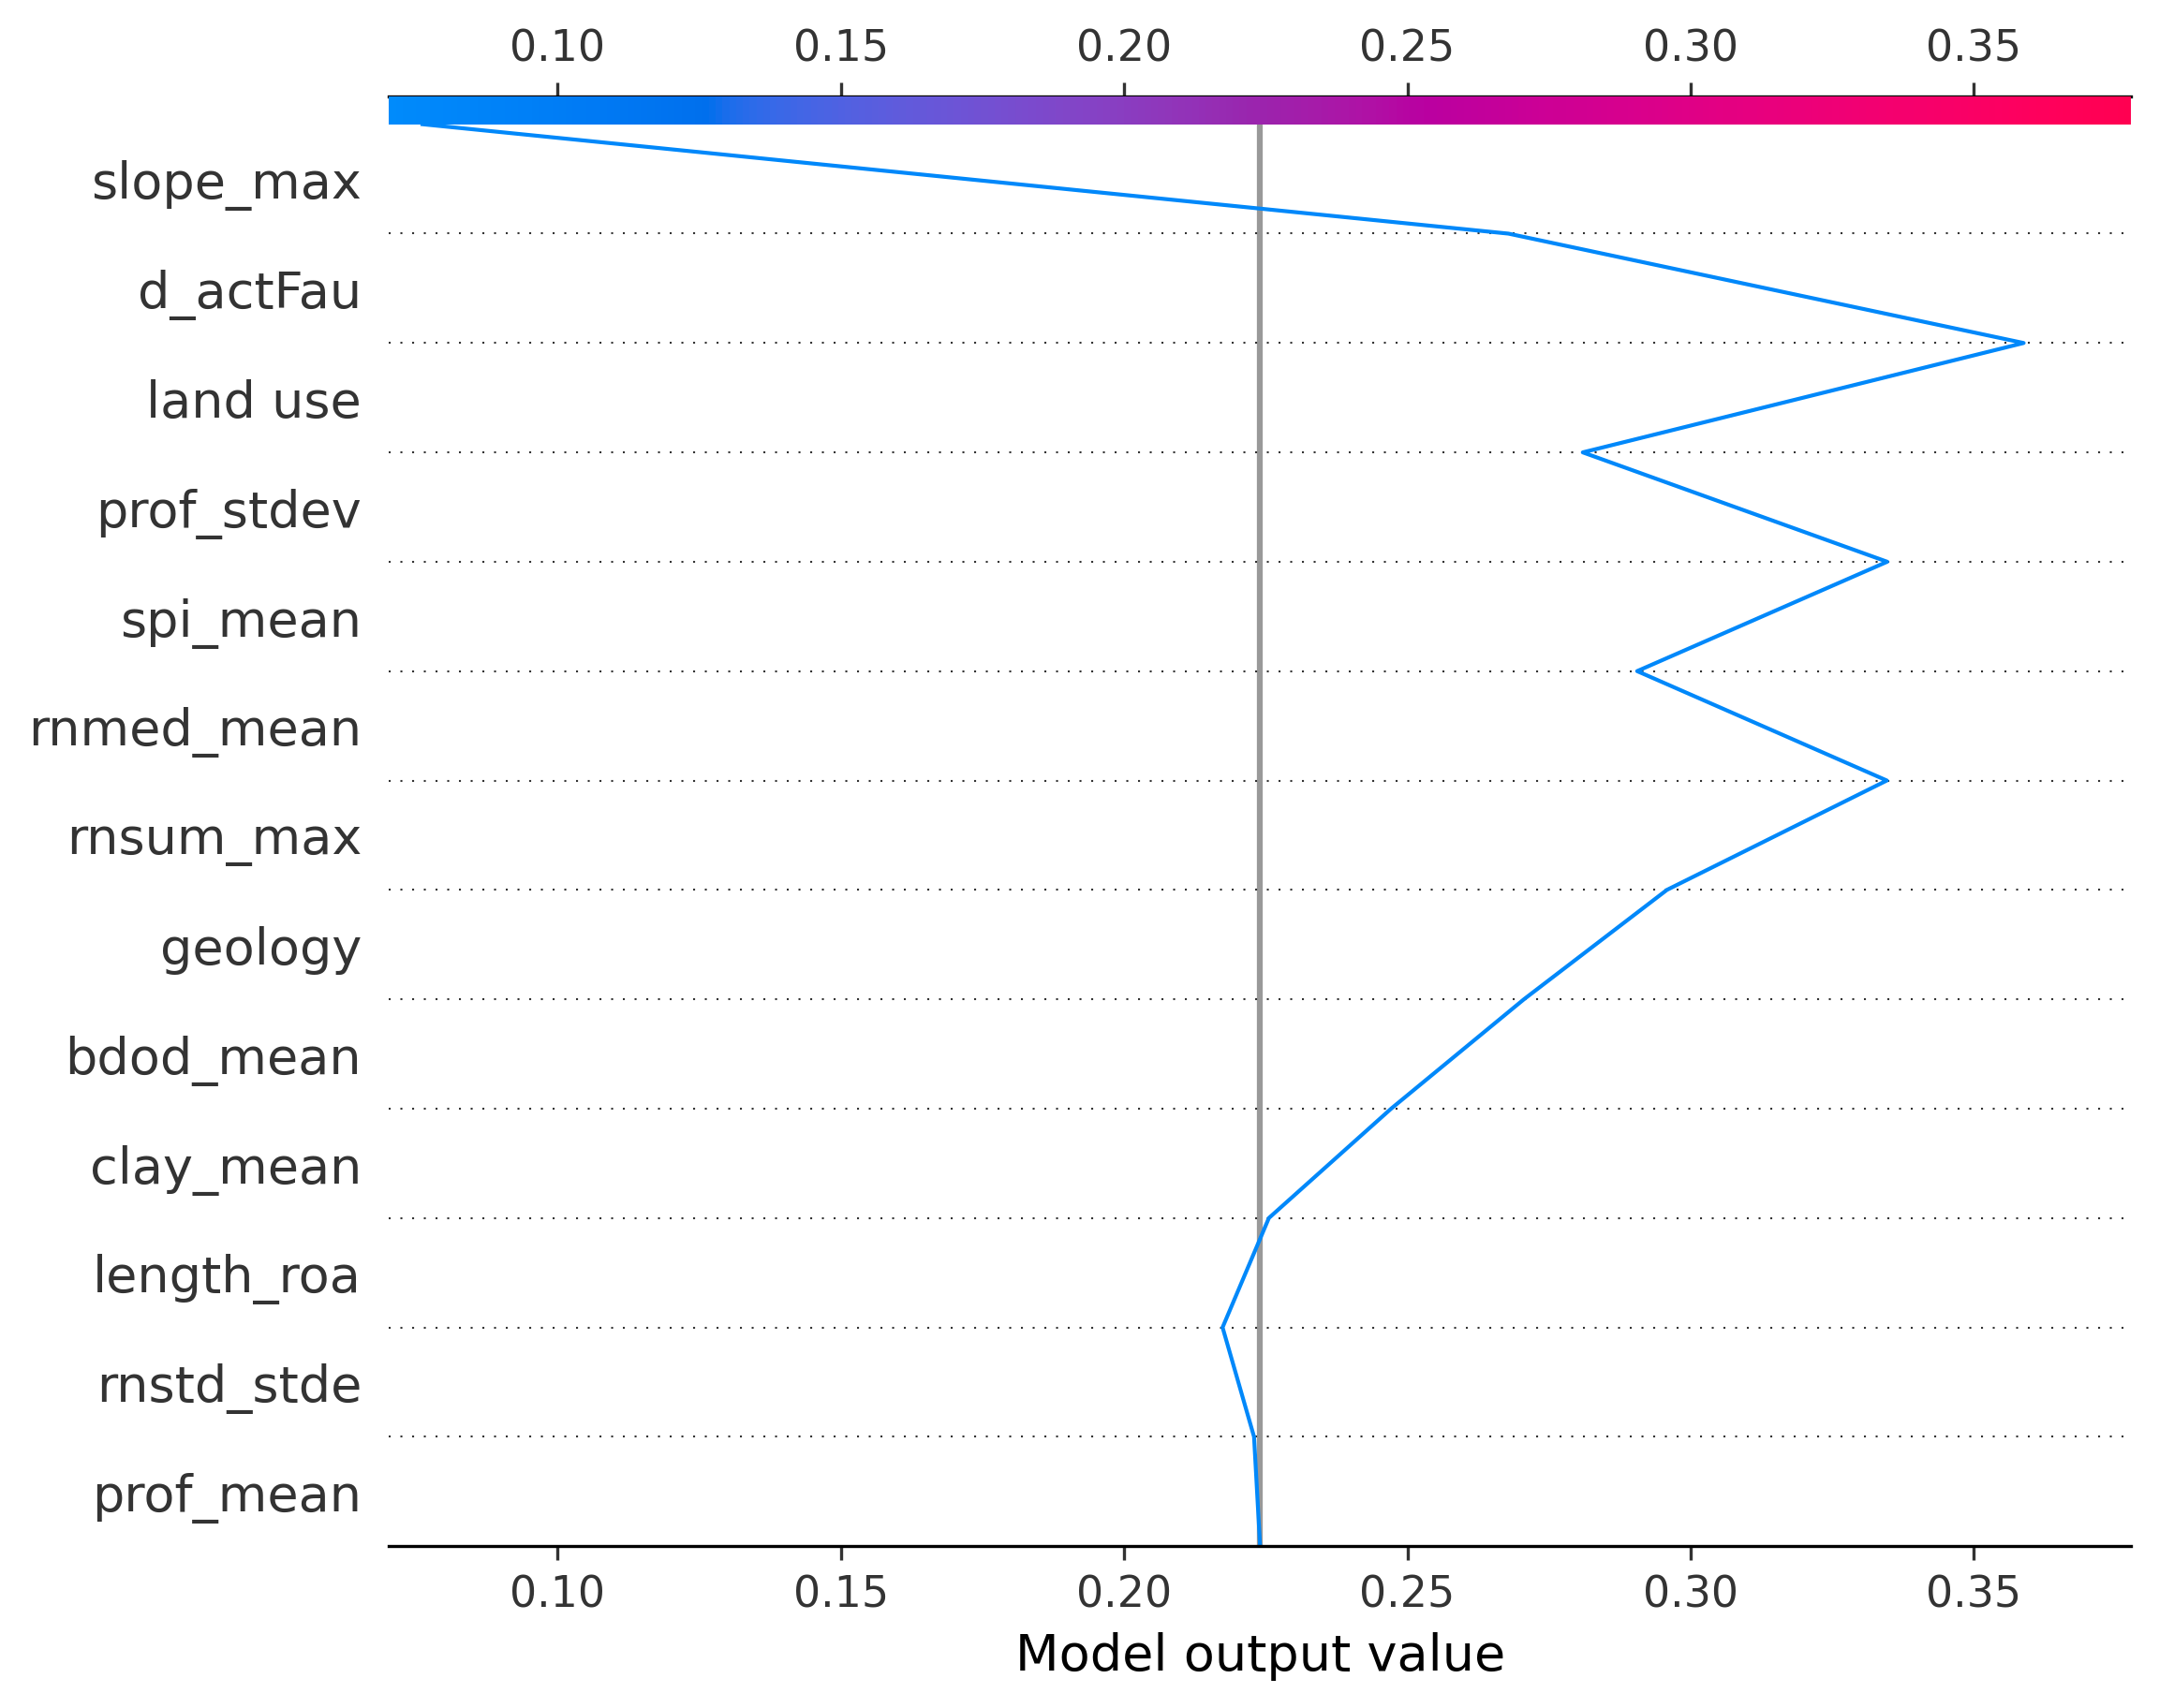 0.10 0.15 0.20 0.25 0.30 0.35
slope_max
d_actFau
land use
prof_stdev
spi_mean
rnmed_mean
rnsum_max
geology
bdod_mean
clay_mean
length_roa
rnstd_stde
prof_mean
0.10 0.15 0.20 0.25 0.30 0.35
Model output value